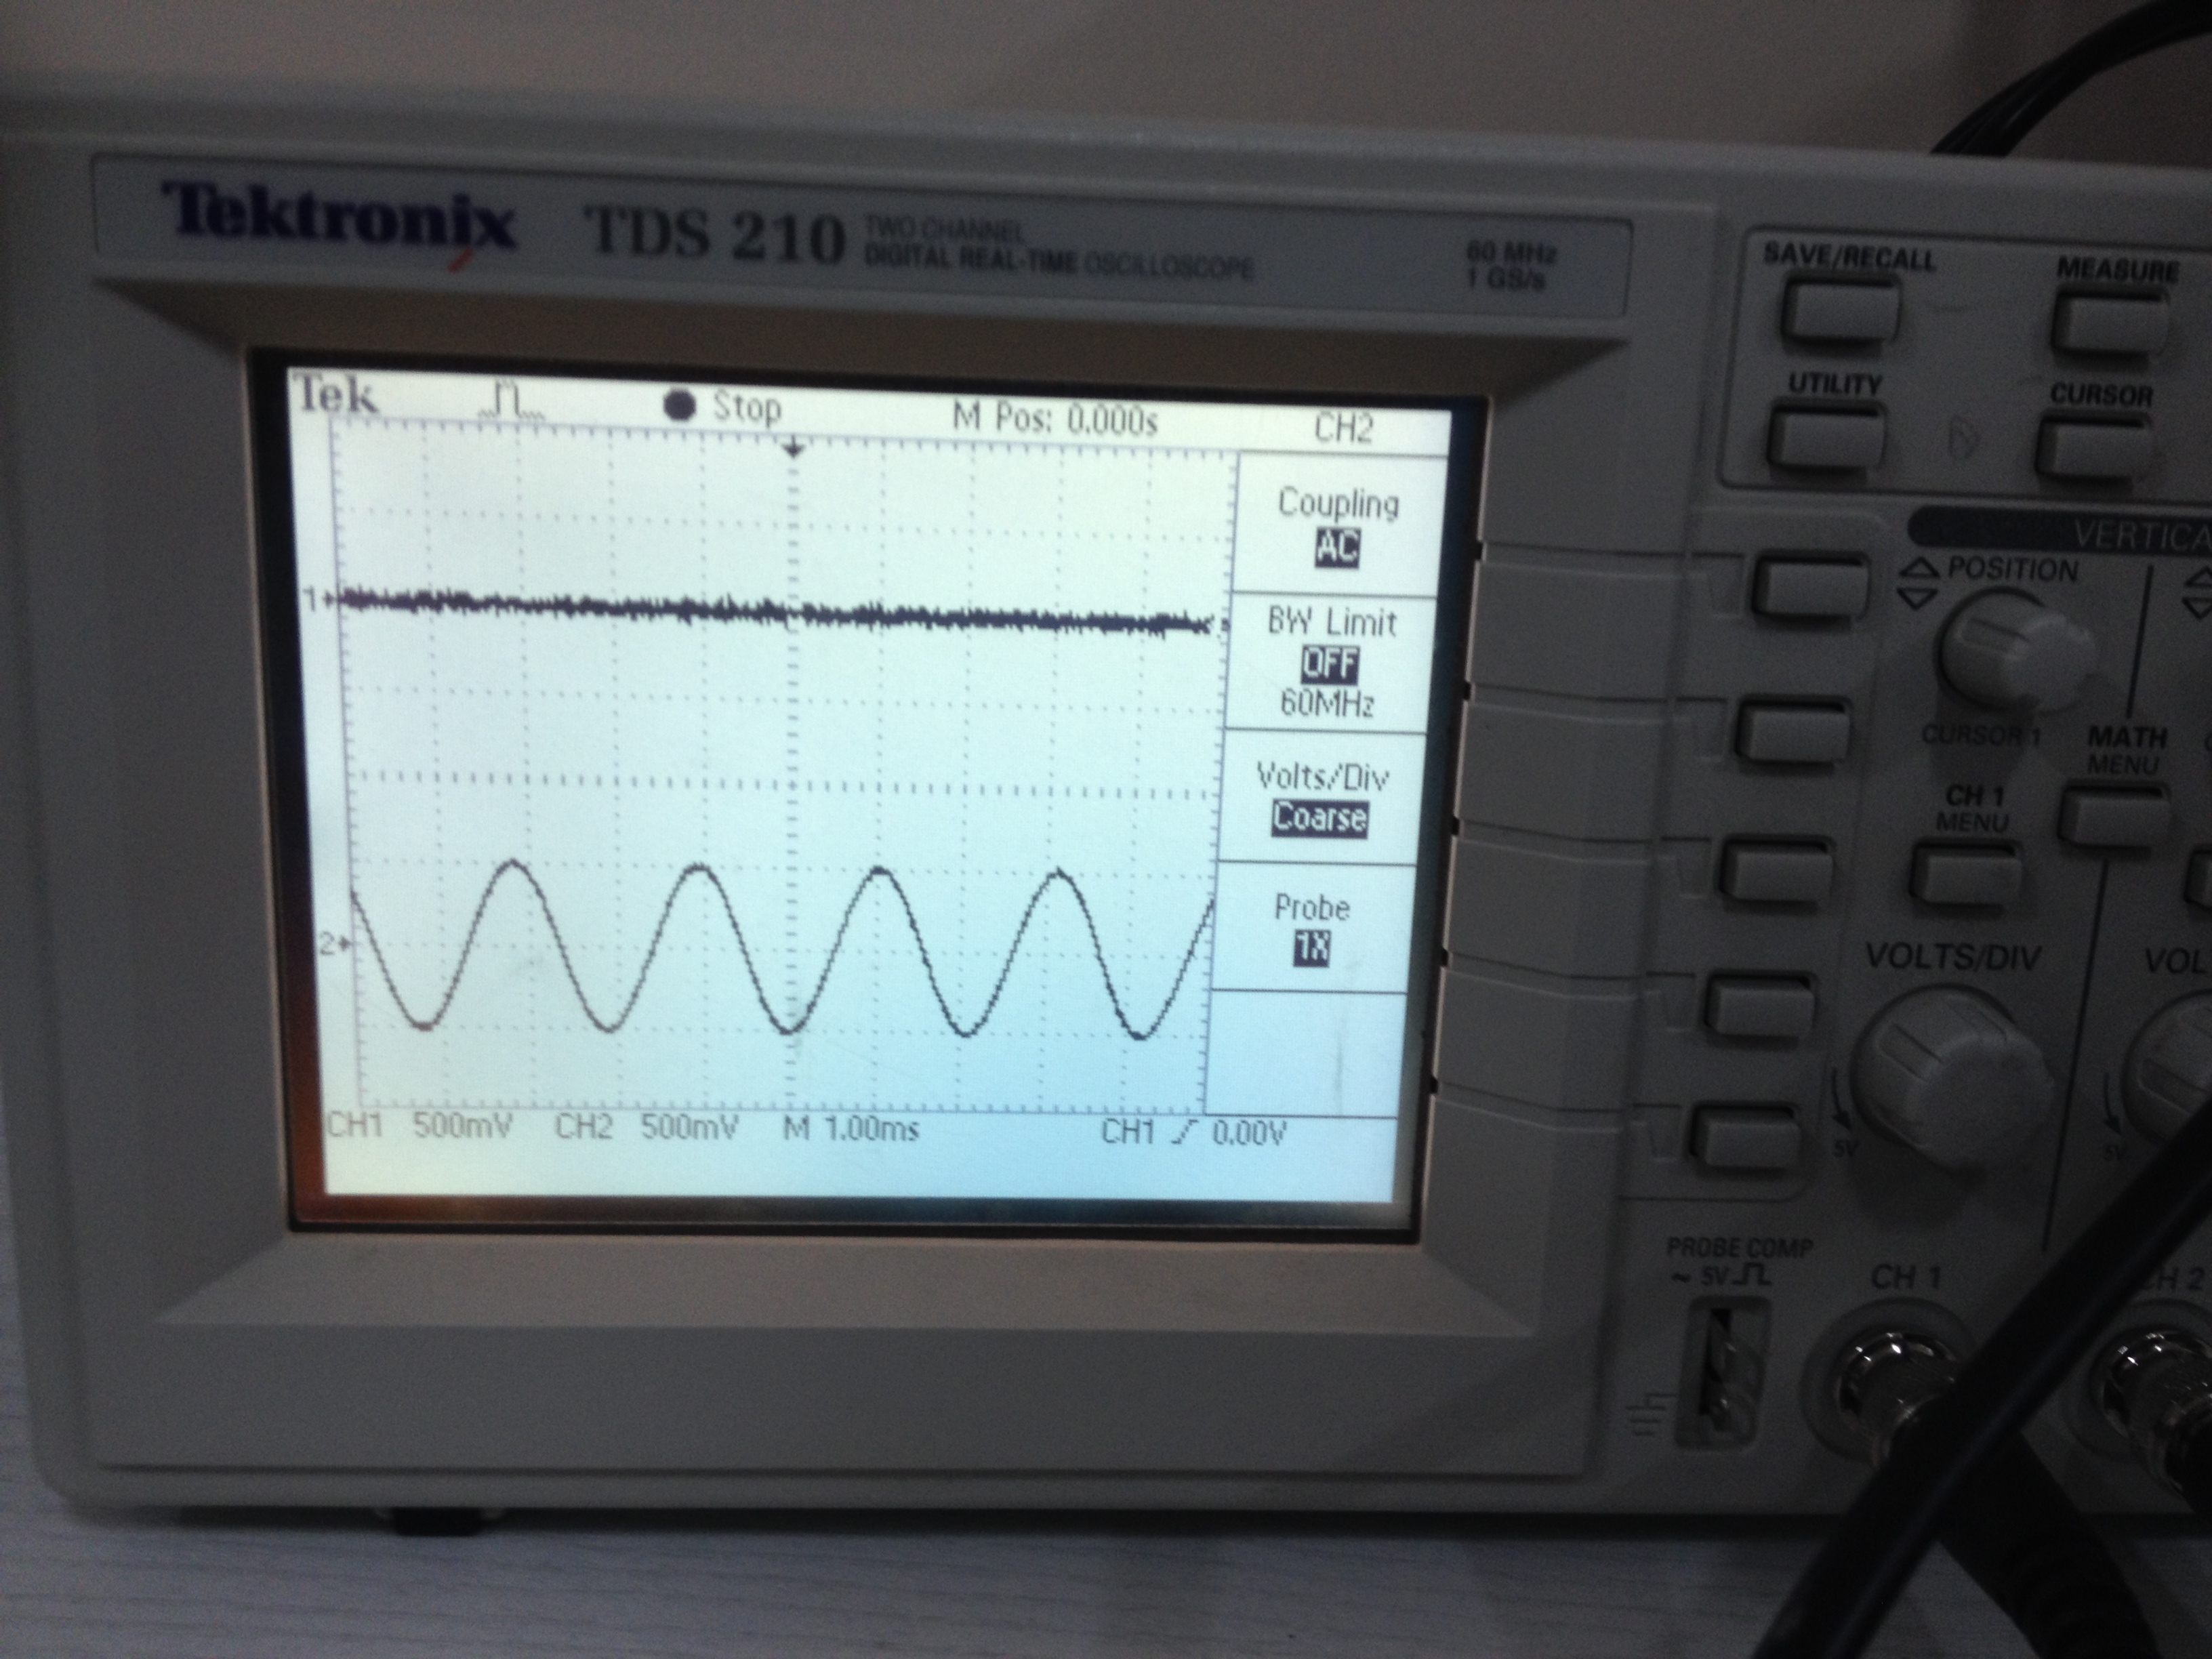 Tektronix TDS 210 TWO CHANNEL
DIGITAL REAL-TIME OSCILLOSCOPE
60 MHz
1 GS/s
Tek Stop M Pos: 0.000s CH2
Coupling
AC
BW Limit
OFF
60MHz
Volts/Div
Coarse
Probe
1X
1
2
CH1 500mV CH2 500mV M 1.00ms CH1 0.00V
SAVE/RECALL MEASURE
UTILITY CURSOR
VERTICA
POSITION
CURSOR 1
MATH
MENU
CH 1
MENU
VOLTS/DIV VOL
5V 5V
PROBE COMP
~ 5V
CH 1
CH 2